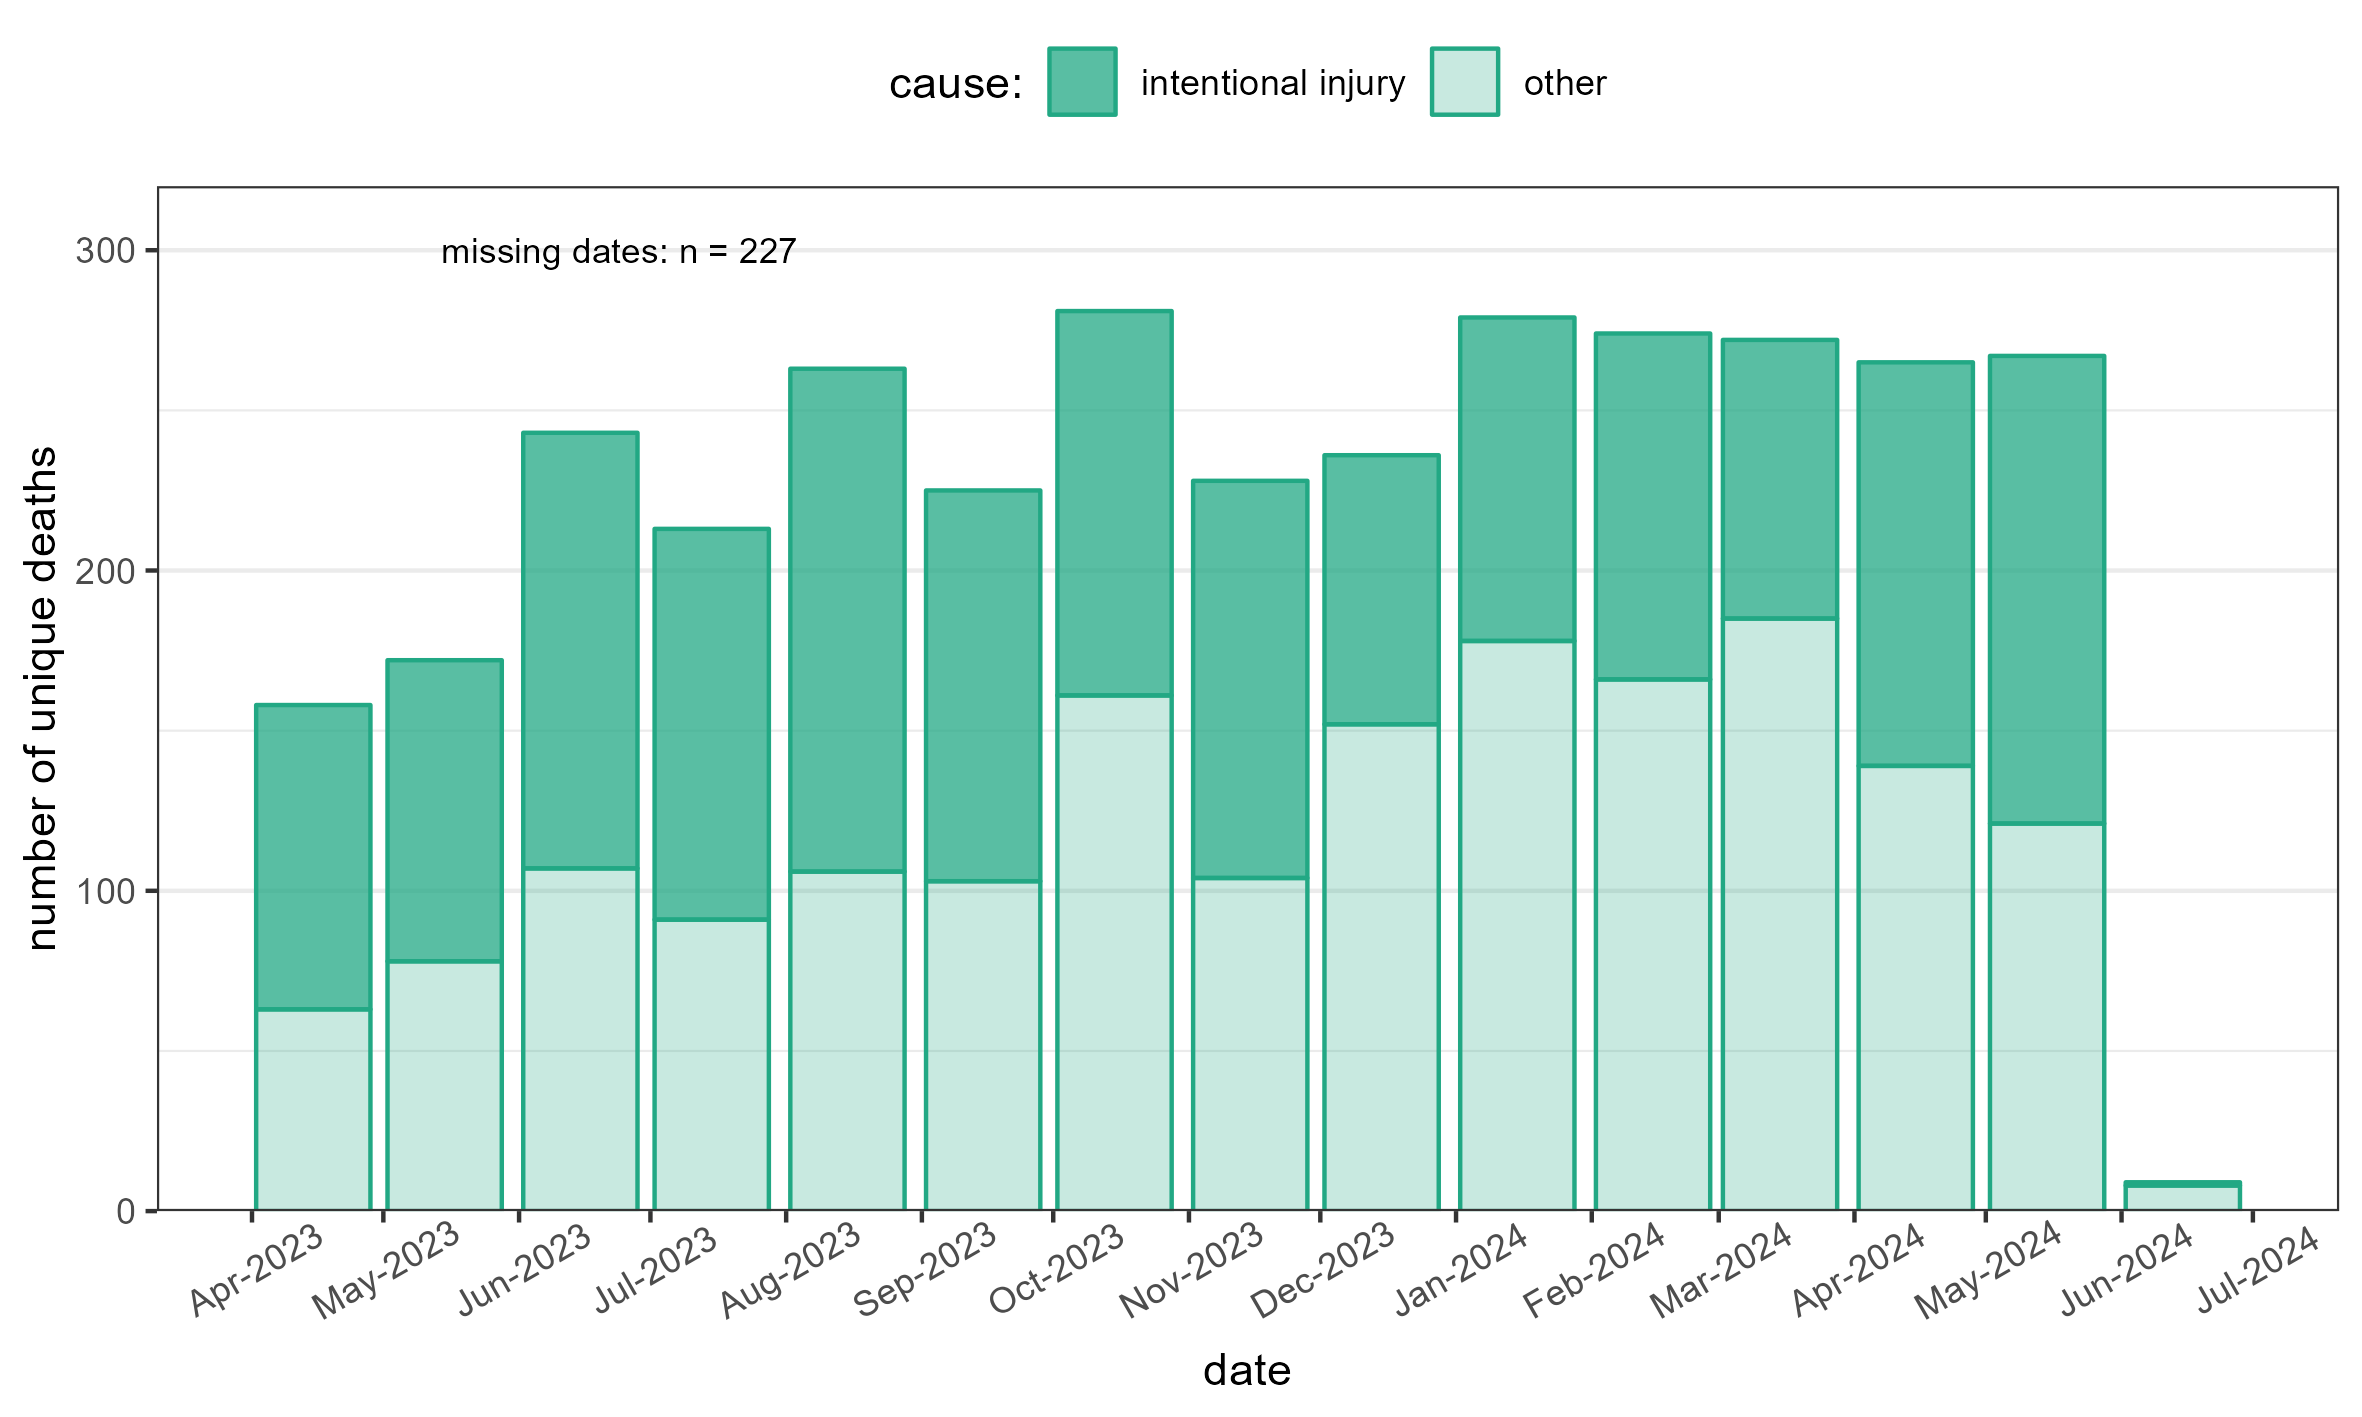 cause: intentional injury other
missing dates: n = 227
number of unique deaths
300
200
100
0
Apr-2023 May-2023 Jun-2023 Jul-2023 Aug-2023 Sep-2023 Oct-2023 Nov-2023 Dec-2023 Jan-2024 Feb-2024 Mar-2024 Apr-2024 May-2024 Jun-2024 Jul-2024
date